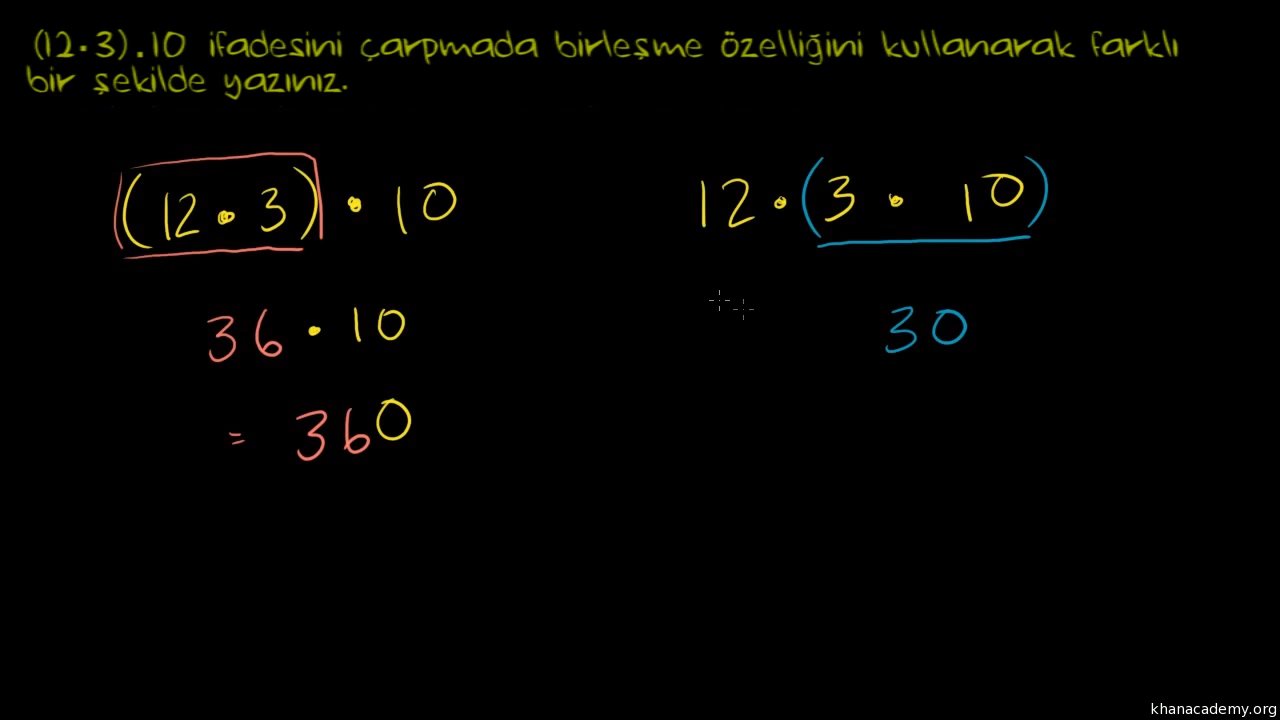 (12·3).10 ifadesini çarpmada birleşme özelliğini kullanarak farklı
bir şekilde yazınız.
(12·3)·10
12·(3·10)
36·10
30
= 360
khanacademy.org